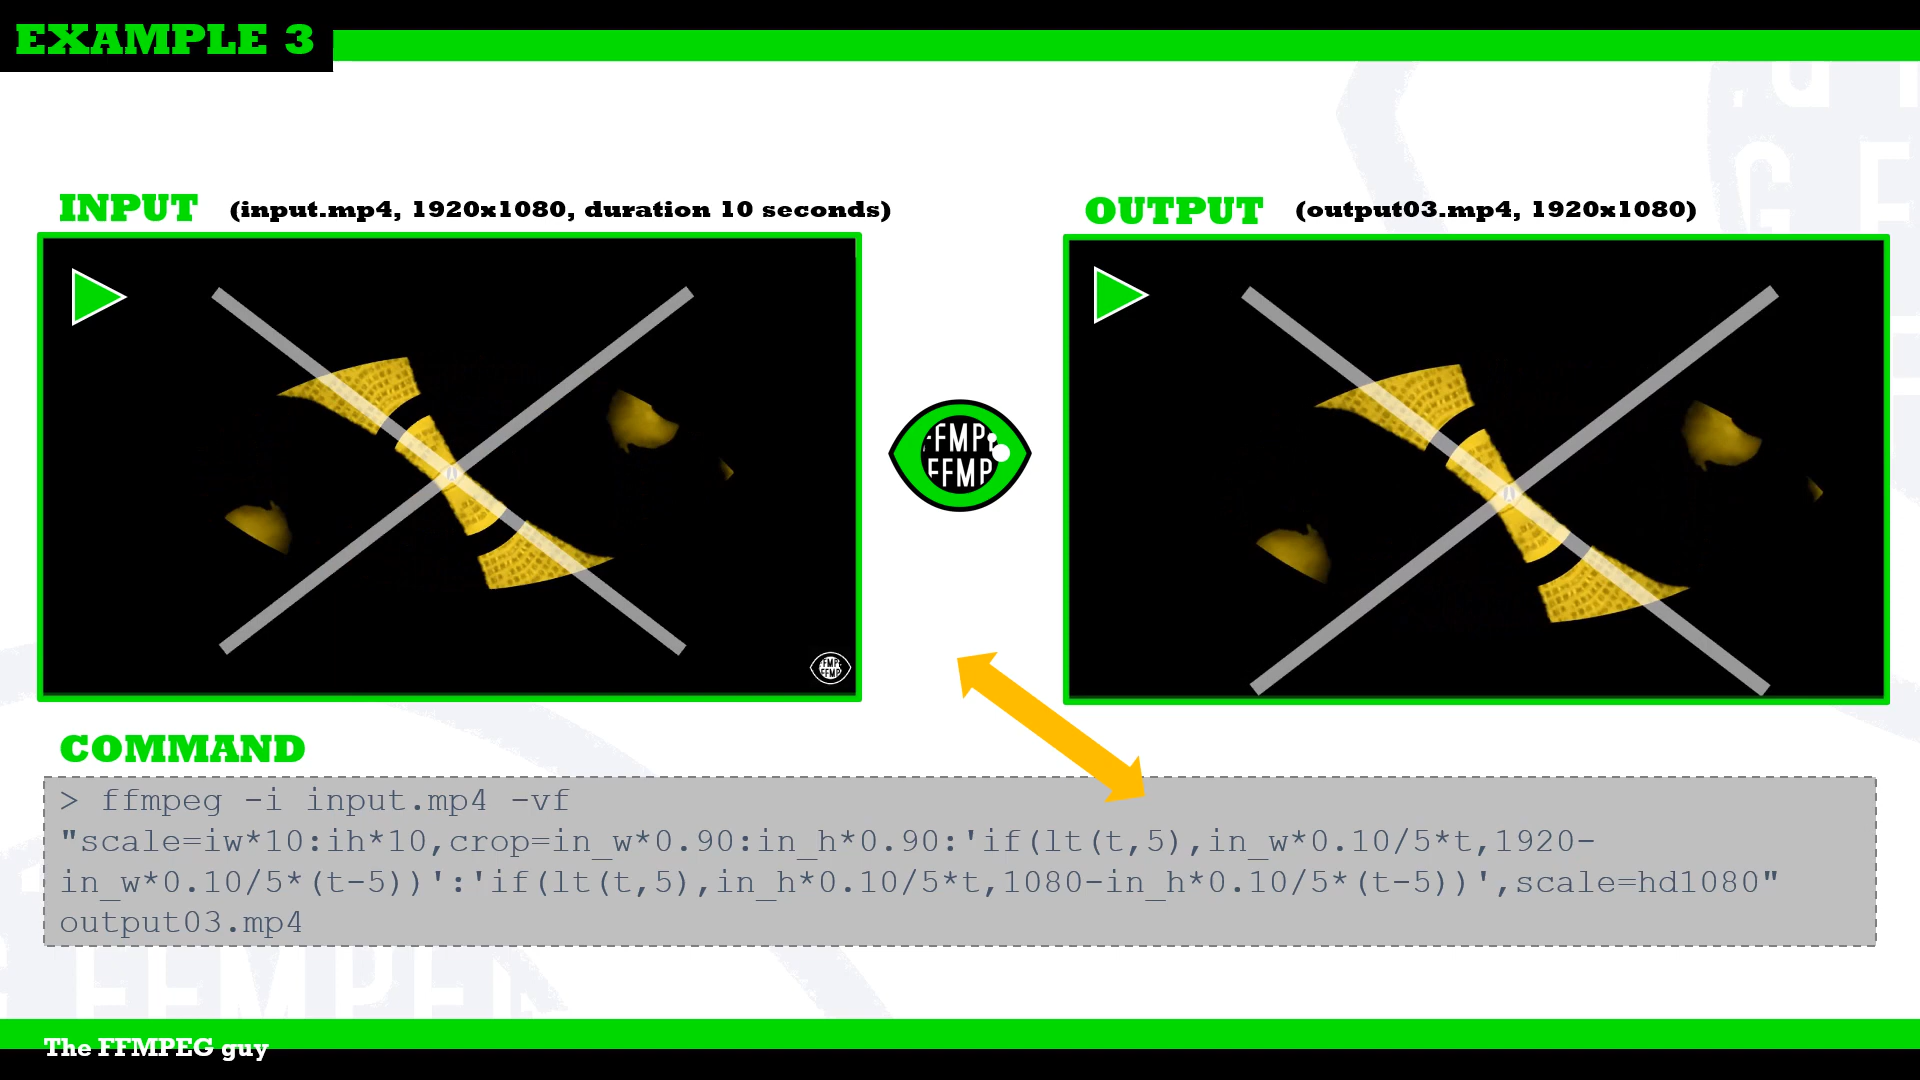 EXAMPLE 3
INPUT (input.mp4, 1920x1080, duration 10 seconds)
OUTPUT (output03.mp4, 1920x1080)
FFMP
FFMP
COMMAND
> ffmpeg -i input.mp4 -vf
"scale=iw*10:ih*10,crop=in_w*0.90:in_h*0.90:'if(lt(t,5),in_w*0.10/5*t,1920-
in_w*0.10/5*(t-5))':'if(lt(t,5),in_h*0.10/5*t,1080-in_h*0.10/5*(t-5))',scale=hd1080"
output03.mp4
The FFMPEG guy